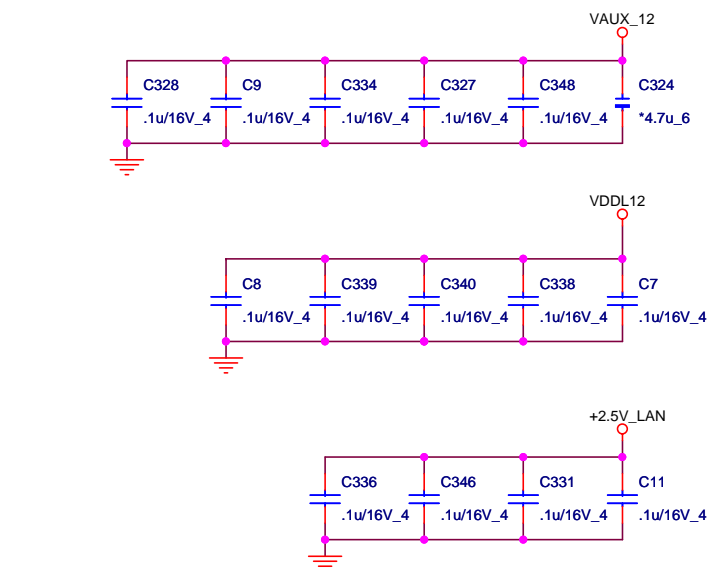 VAUX_12
C328 C9 C334 C327 C348 C324
.1u/16V_4 .1u/16V_4 .1u/16V_4 .1u/16V_4 .1u/16V_4 *4.7u_6
VDDL12
C8 C339 C340 C338 C7
.1u/16V_4 .1u/16V_4 .1u/16V_4 .1u/16V_4 .1u/16V_4
+2.5V_LAN
C336 C346 C331 C11
.1u/16V_4 .1u/16V_4 .1u/16V_4 .1u/16V_4